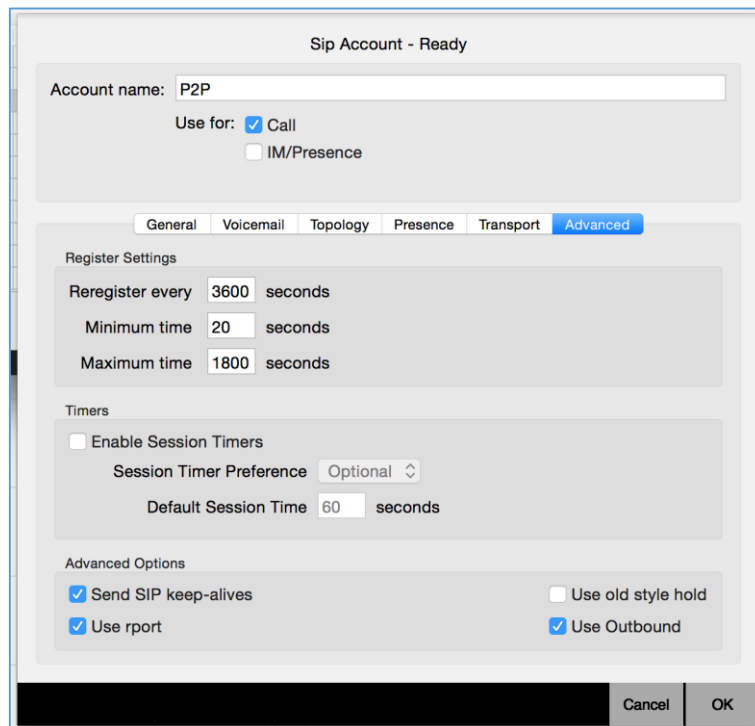 Sip Account - Ready
Account name: P2P
Use for: Call
IM/Presence
General Voicemail Topology Presence Transport Advanced
Register Settings
Reregister every 3600 seconds
Minimum time 20 seconds
Maximum time 1800 seconds
Timers
Enable Session Timers
Session Timer Preference Optional
Default Session Time 60 seconds
Advanced Options
Send SIP keep-alives Use old style hold
Use rport Use Outbound
Cancel OK